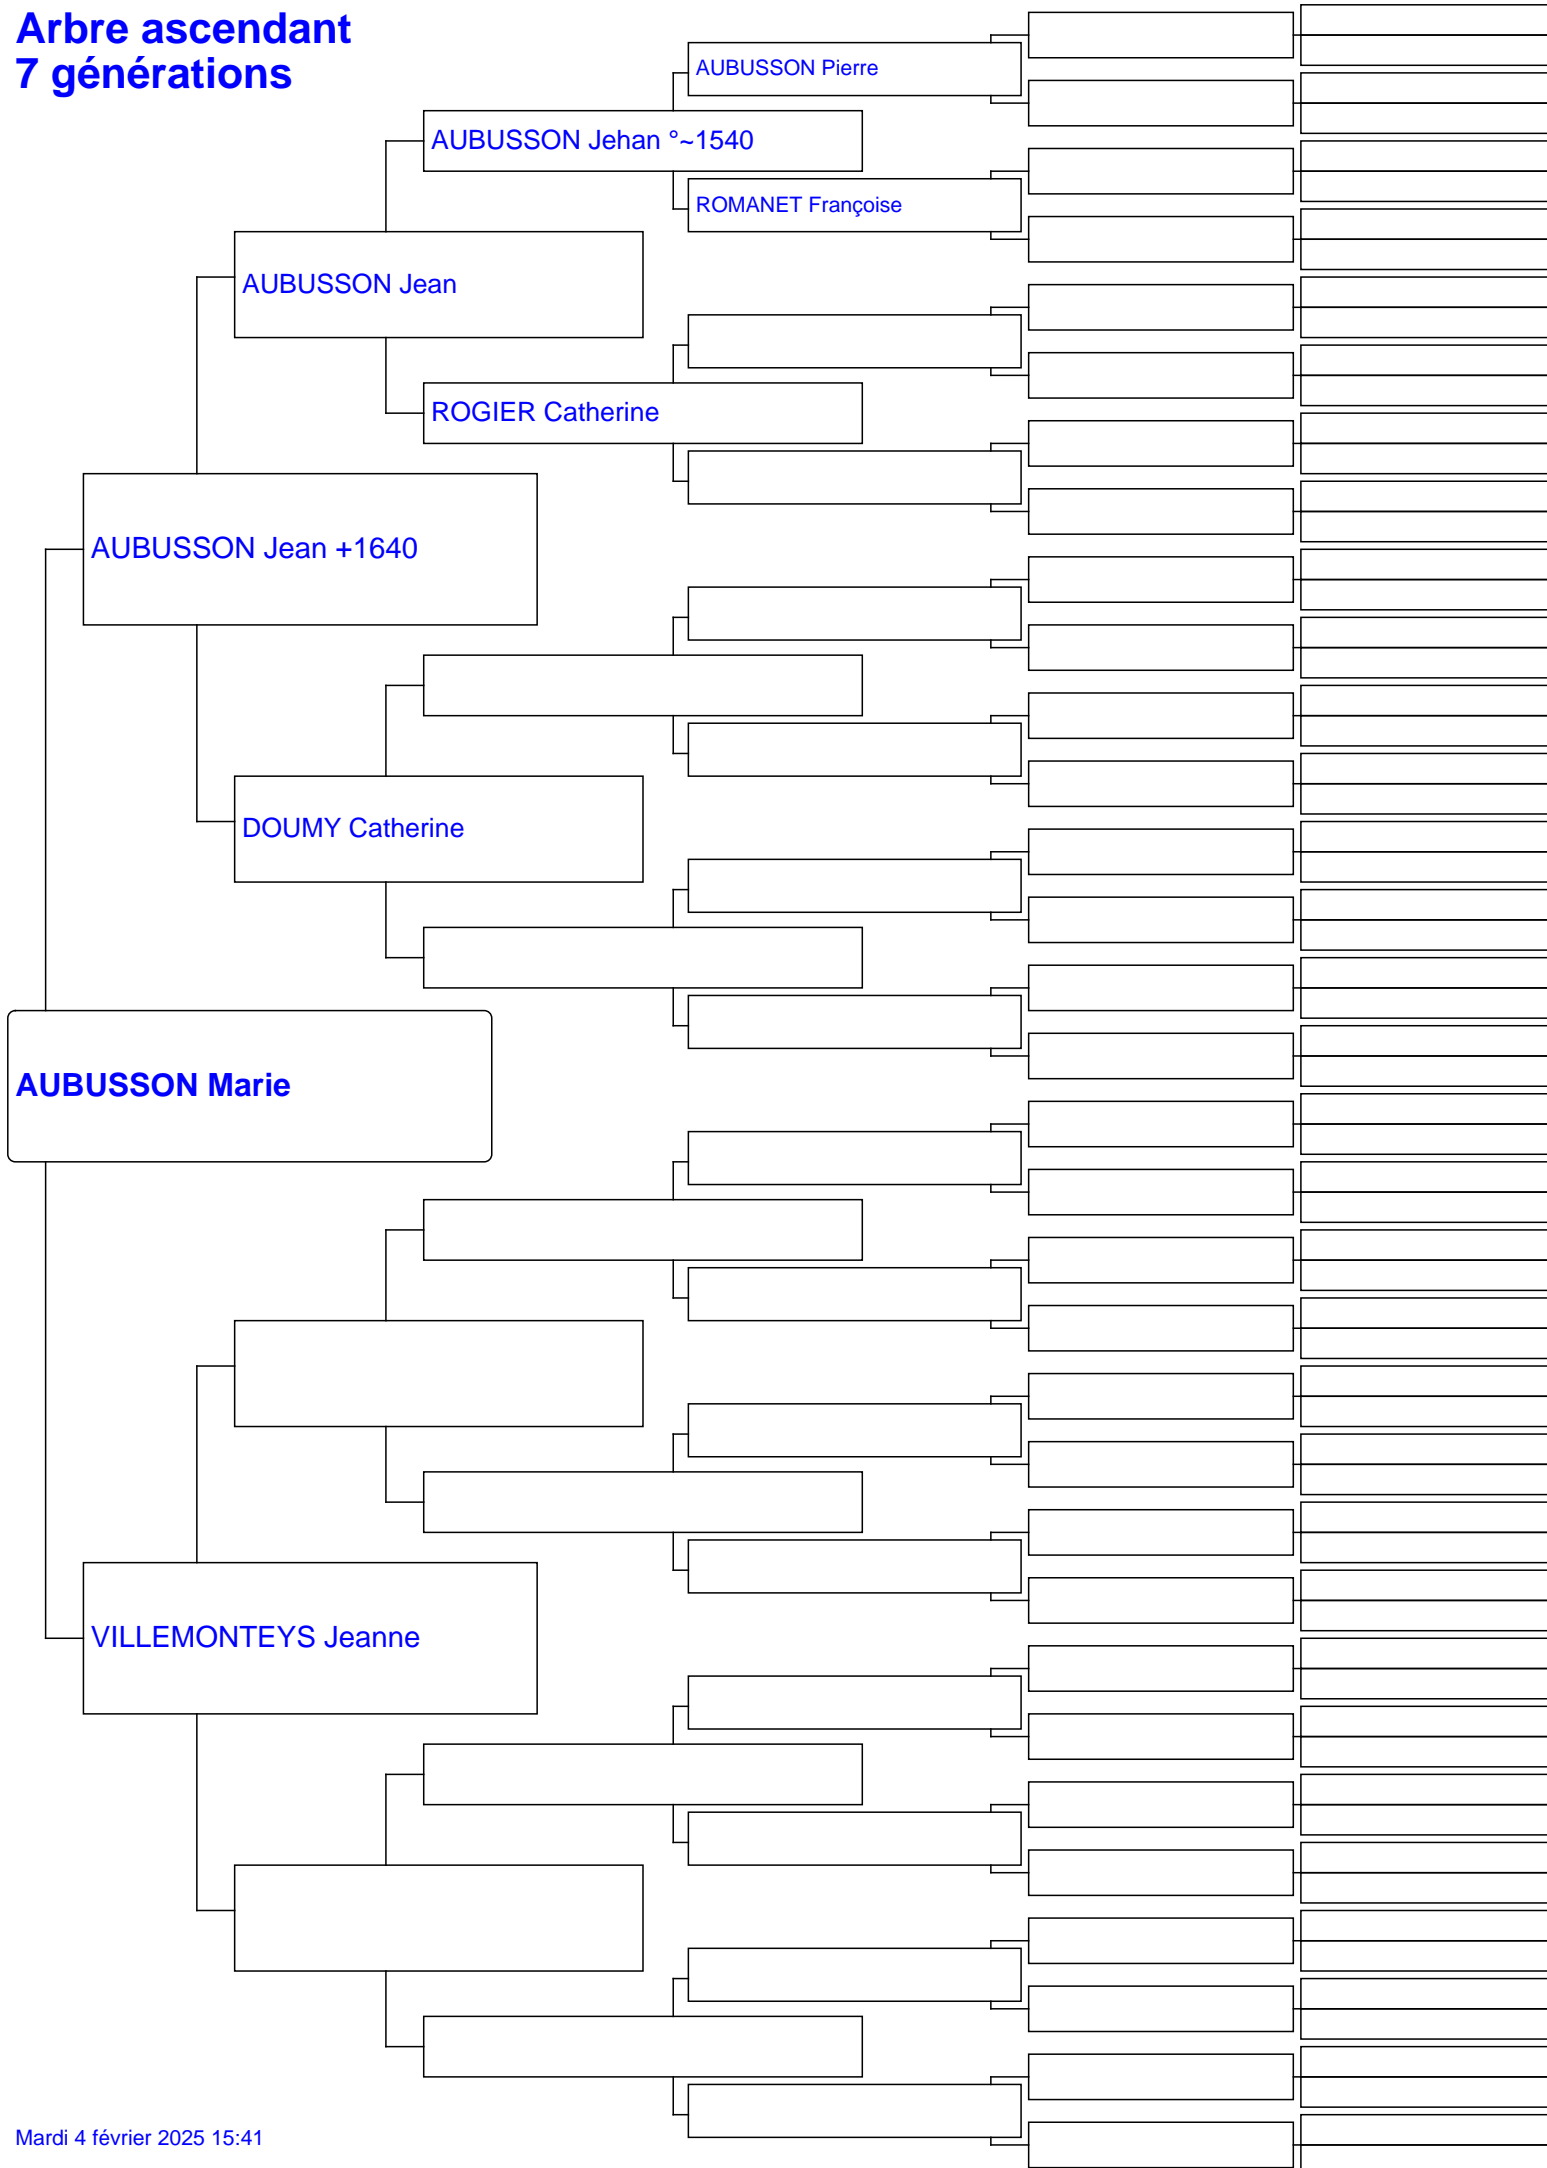 Arbre ascendant
7 générations
AUBUSSON Pierre
AUBUSSON Jehan °~1540
ROMANET Françoise
AUBUSSON Jean
ROGIER Catherine
AUBUSSON Jean +1640
DOUMY Catherine
AUBUSSON Marie
VILLEMONTEYS Jeanne
Mardi 4 février 2025 15:41